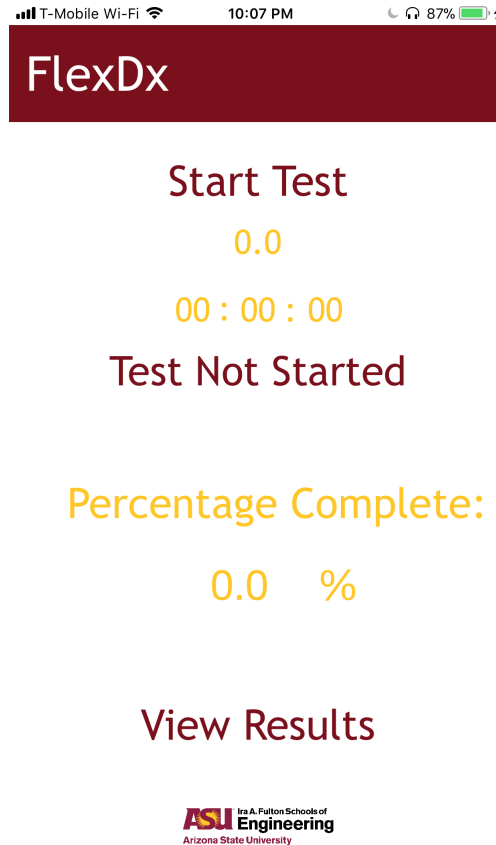 T-Mobile Wi-Fi 10:07 PM 87%
FlexDx
Start Test
0.0
00 : 00 : 00
Test Not Started
Percentage Complete:
0.0 %
View Results
ASU Ira A. Fulton Schools of
Engineering
Arizona State University